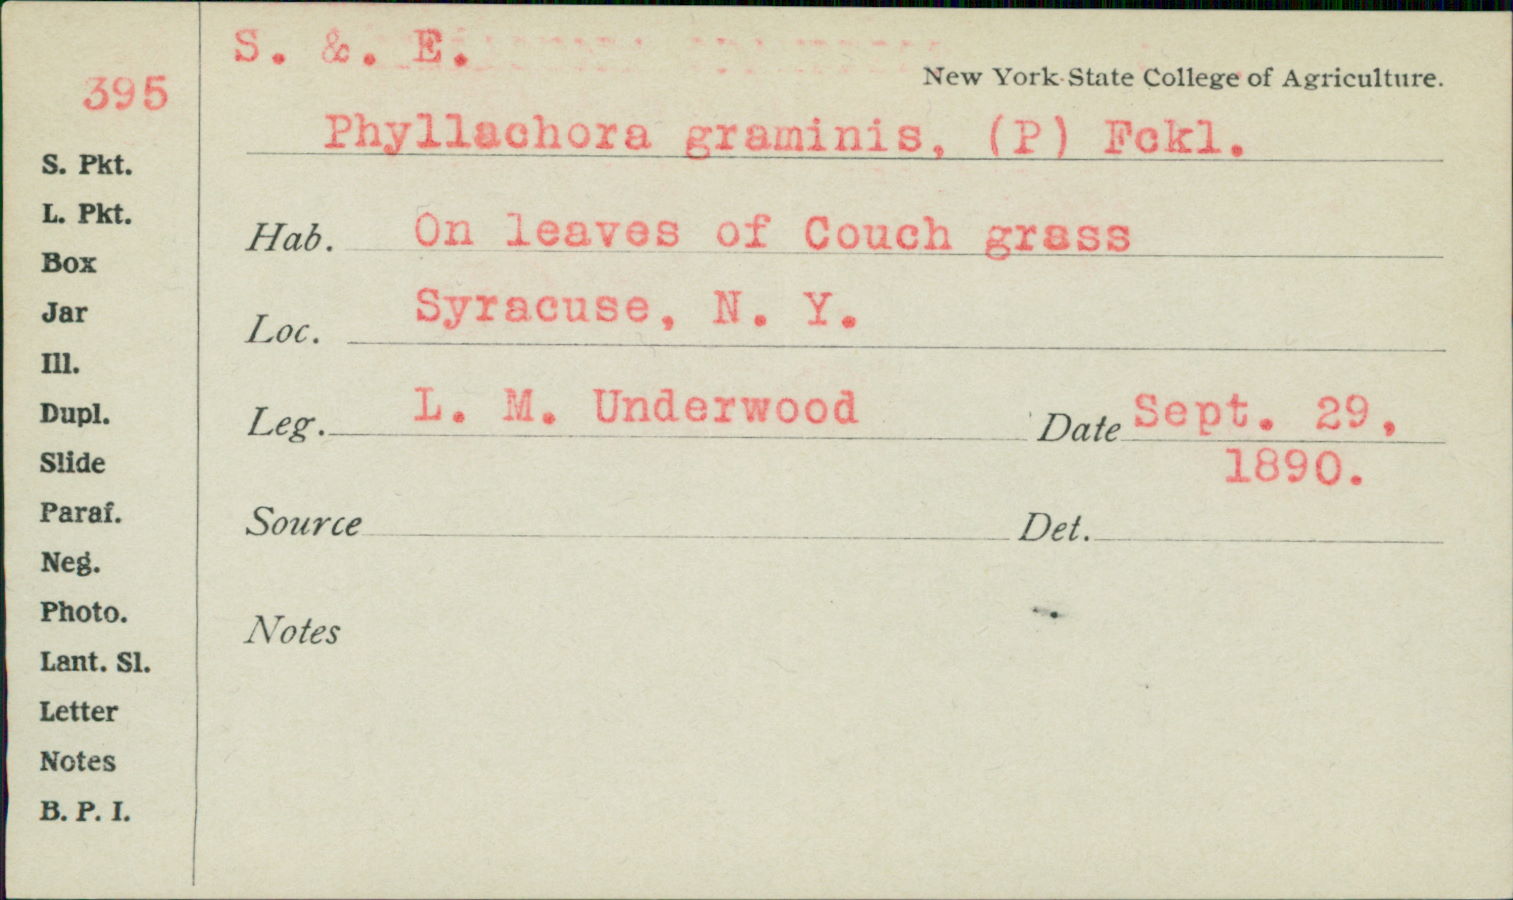 S. &. E.
New York State College of Agriculture.
395
Phyllachora graminis, (P) Fckl.
S. Pkt.
L. Pkt.
Box
Jar
Ill.
Dupl.
Slide
Paraf.
Neg.
Photo.
Lant. Sl.
Letter
Notes
B. P. I.
Hab. On leaves of Couch grass
Loc. Syracuse, N. Y.
Leg. L. M. Underwood Date Sept. 29,
1890.
Source Det.
Notes